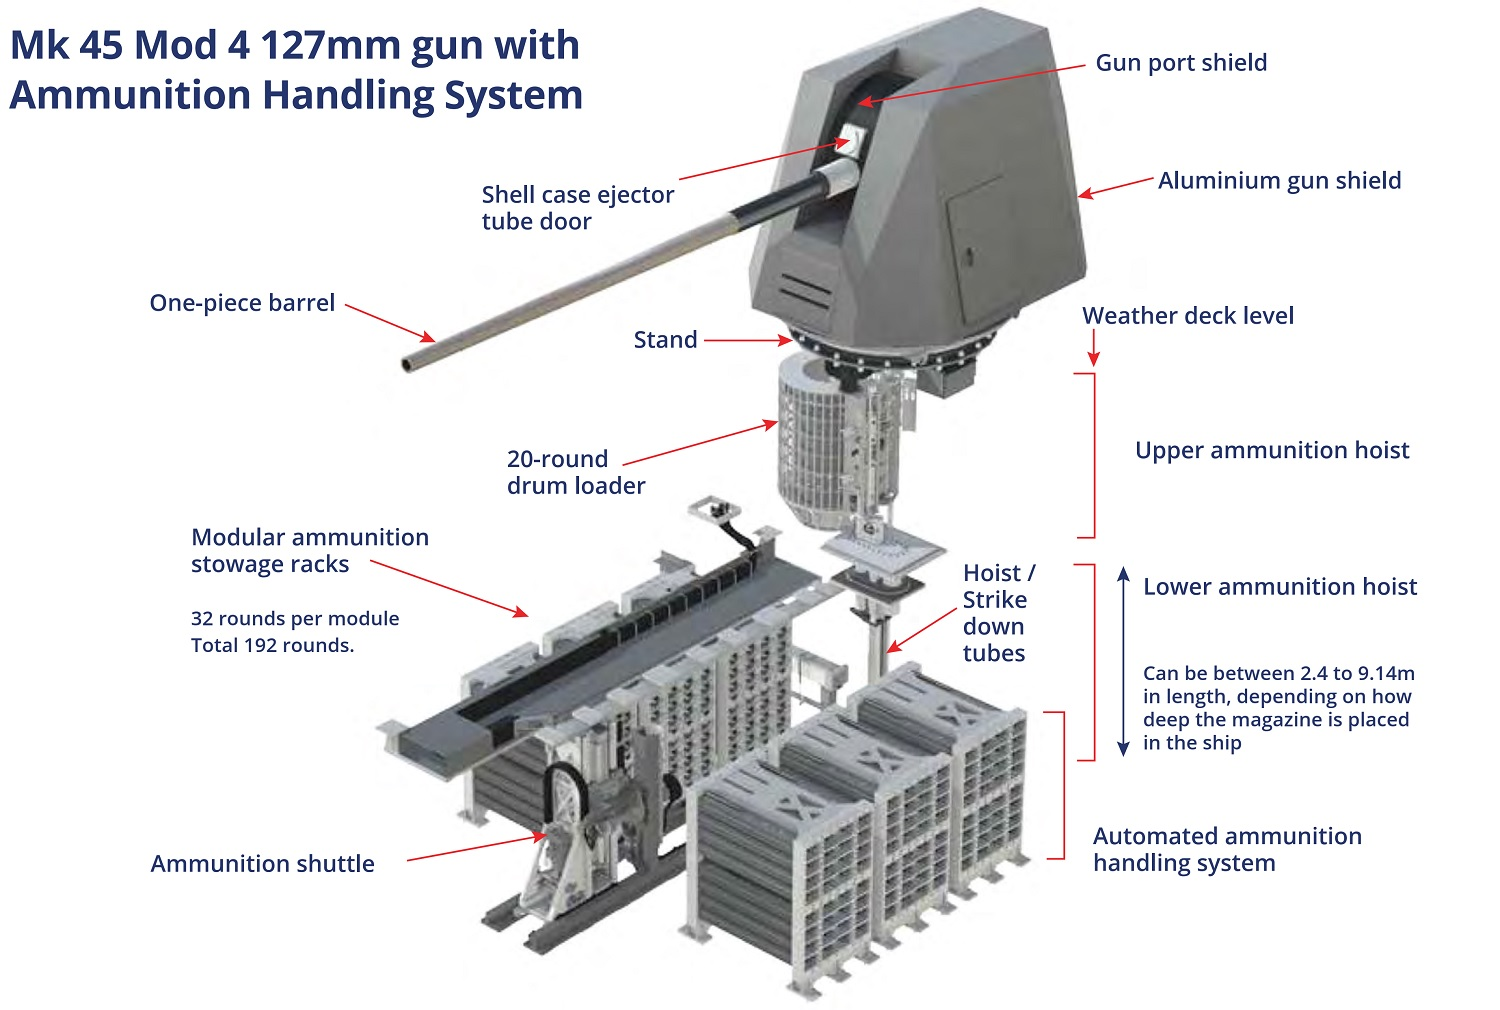 Mk 45 Mod 4 127mm gun with
Ammunition Handling System
Gun port shield
Shell case ejector
tube door
Aluminium gun shield
One-piece barrel
Stand
Weather deck level
20-round
drum loader
Upper ammunition hoist
Modular ammunition
stowage racks
32 rounds per module
Total 192 rounds.
Hoist /
Strike
down
tubes
Lower ammunition hoist
Can be between 2.4 to 9.14m
in length, depending on how
deep the magazine is placed
in the ship
Ammunition shuttle
Automated ammunition
handling system